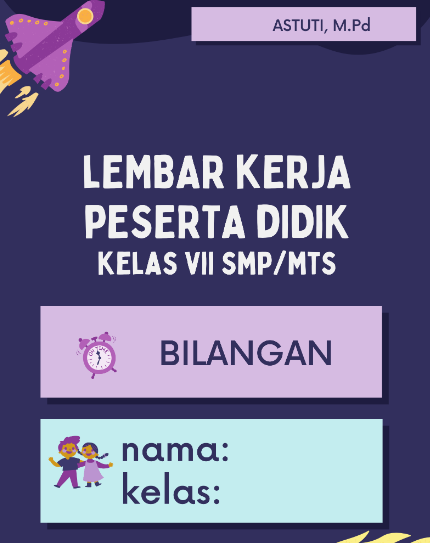 ASTUTI, M.Pd
LEMBAR KERJA
PESERTA DIDIK
KELAS VII SMP/MTS
BILANGAN
nama:
kelas: